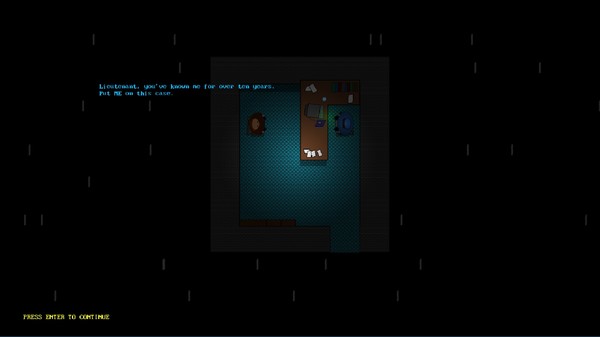 Lieutenant, you've known me for over ten years.
Put ME on this case.
PRESS ENTER TO CONTINUE